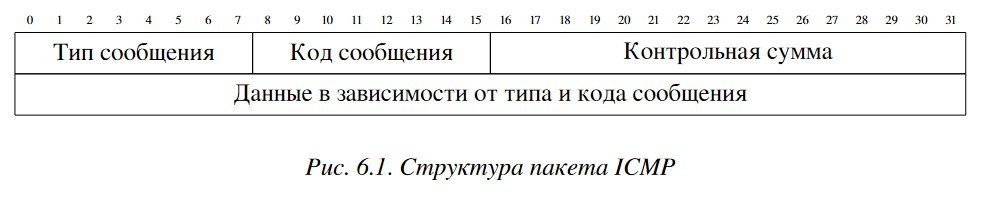 0 1 2 3 4 5 6 7 8 9 10 11 12 13 14 15 16 17 18 19 20 21 22 23 24 25 26 27 28 29 30 31
Тип сообщения Код сообщения Контрольная сумма
Данные в зависимости от типа и кода сообщения
Рис. 6.1. Структура пакета ICMP